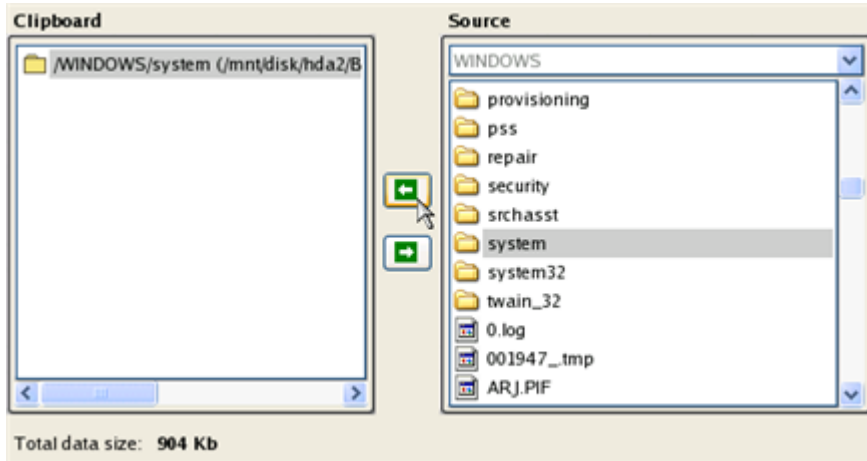 Clipboard
/WINDOWS/system (/mnt/disk/hda2/B
Source
WINDOWS
provisioning
pss
repair
security
srchasst
system
system32
twain_32
0.log
001947_.tmp
ARJ.PIF
Total data size: 904 Kb